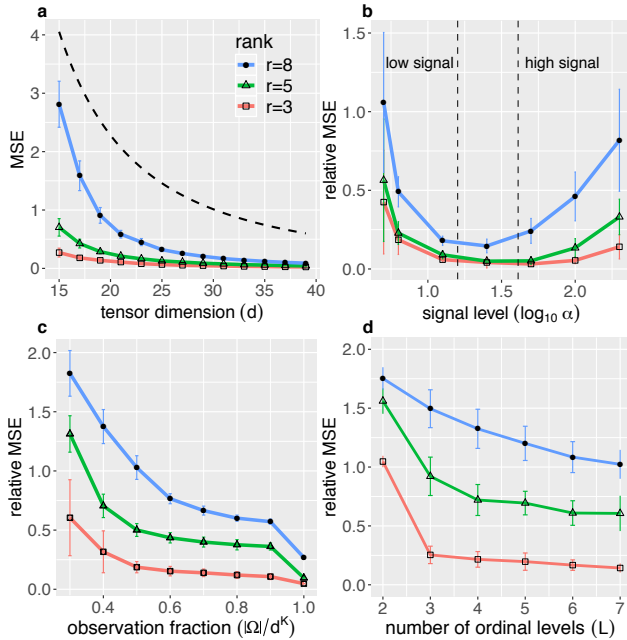 a
rank
r=8
r=5
r=3
MSE
4
3
2
1
0
15 20 25 30 35 40
tensor dimension (d)
b
low signal
high signal
relative MSE
1.5
1.0
0.5
0.0
1.0 1.5 2.0
signal level (log₁₀ α)
c
relative MSE
2.0
1.5
1.0
0.5
0.0
0.4 0.6 0.8 1.0
observation fraction (|Ω|/dᴷ)
d
relative MSE
2.0
1.5
1.0
0.5
0.0
2 3 4 5 6 7
number of ordinal levels (L)